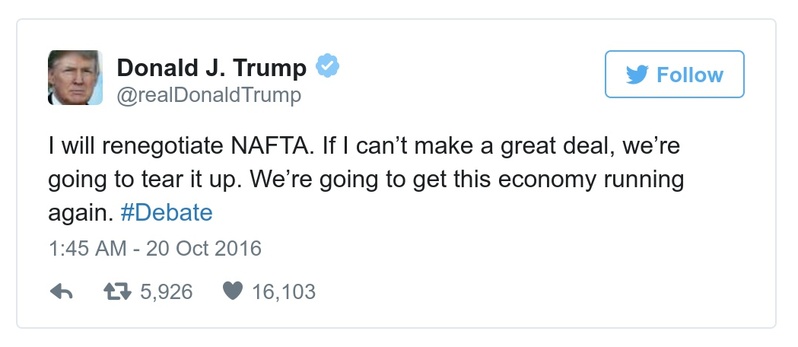 Donald J. Trump
@realDonaldTrump
Follow
I will renegotiate NAFTA. If I can’t make a great deal, we’re
going to tear it up. We’re going to get this economy running
again. #Debate
1:45 AM - 20 Oct 2016
5,926 16,103